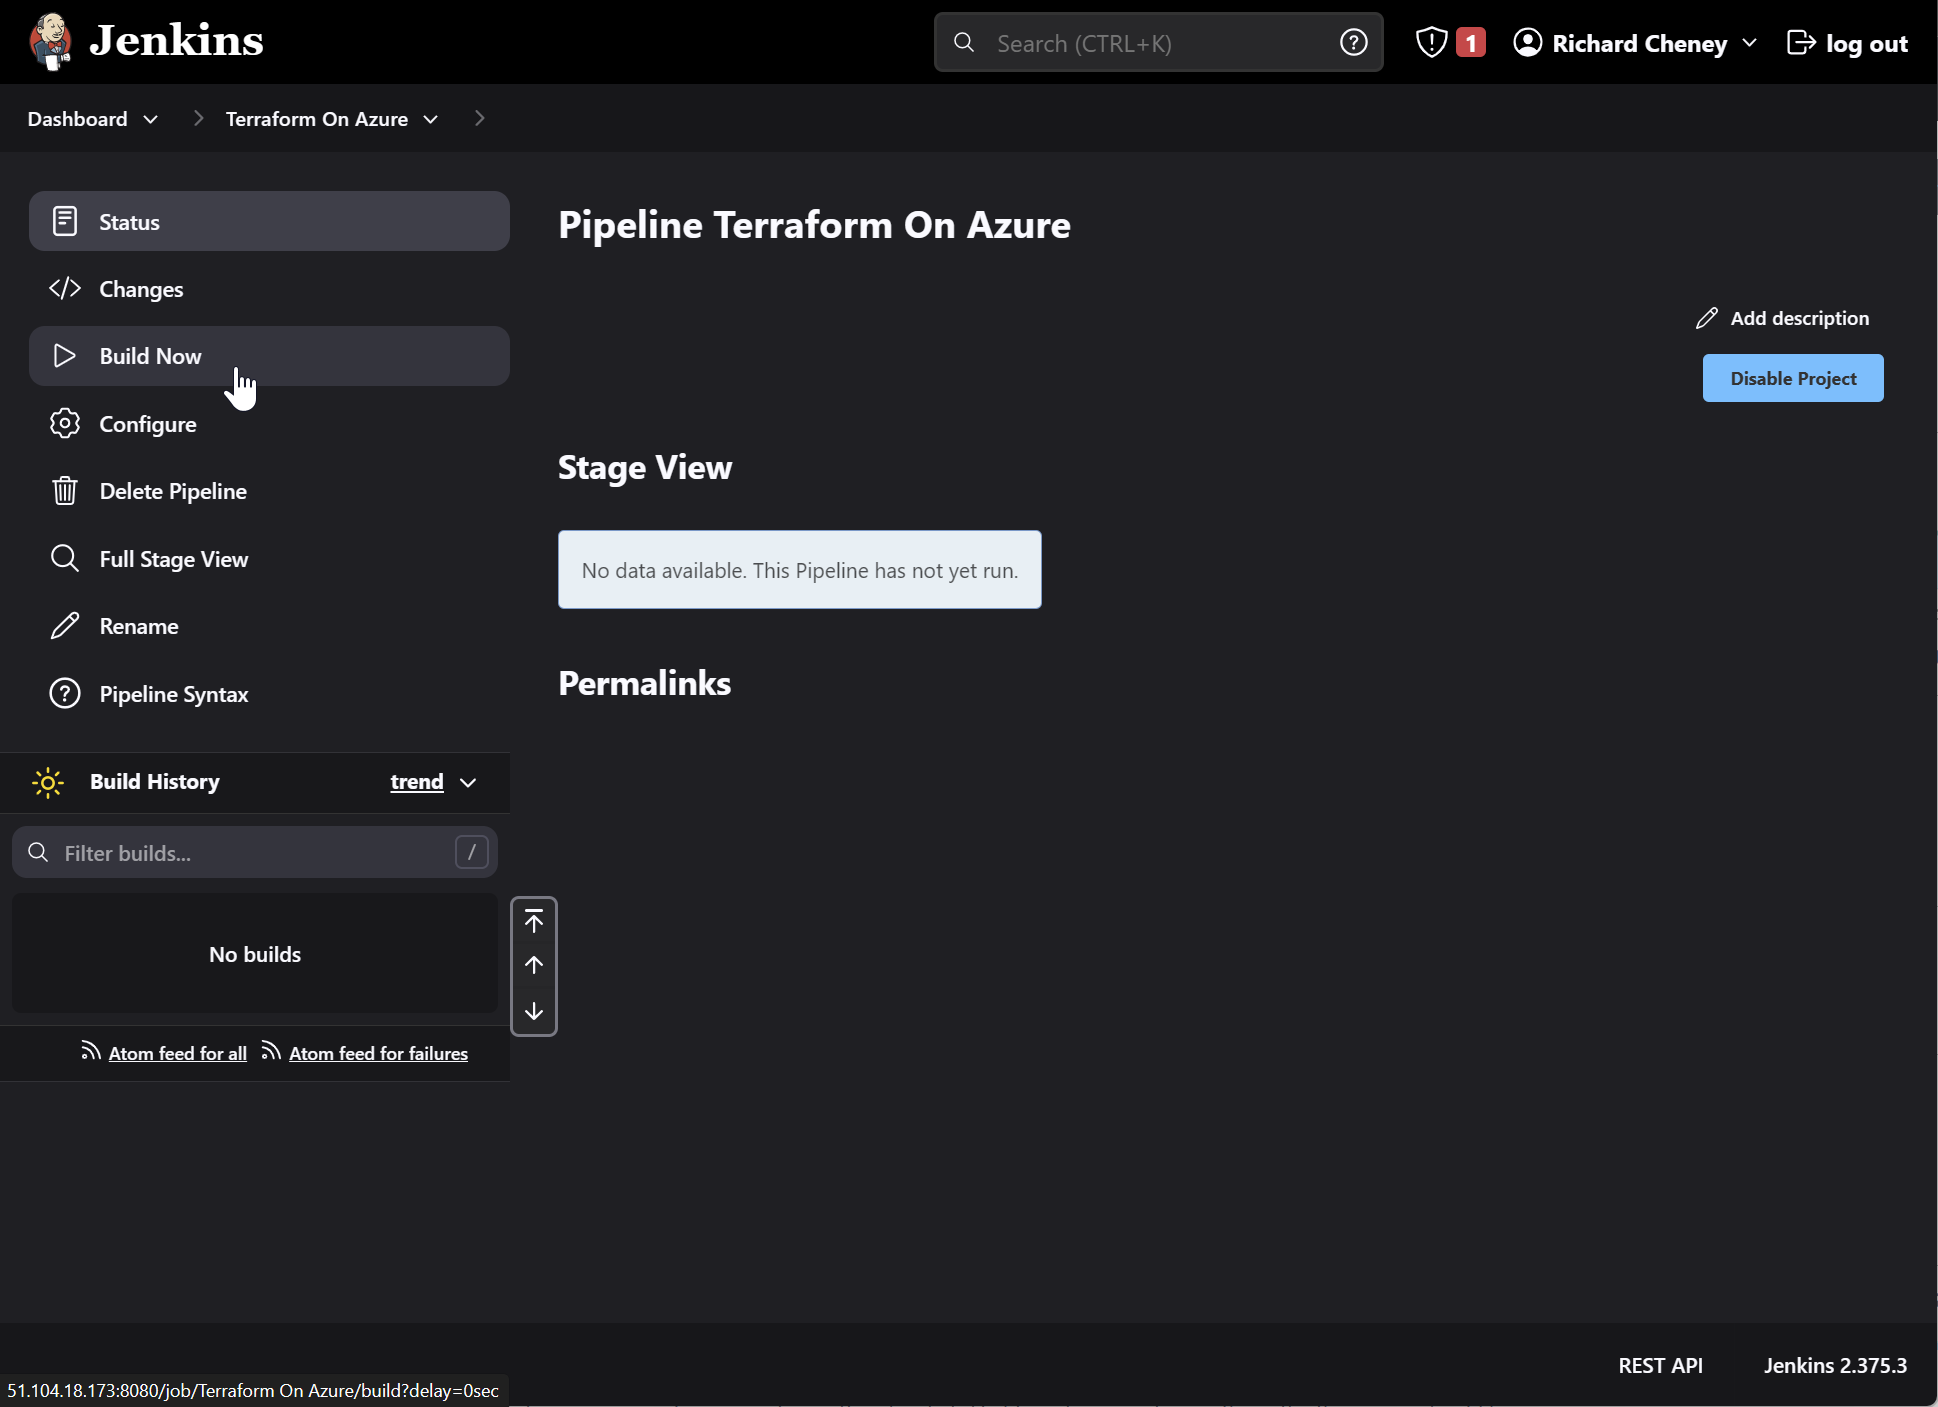 Jenkins
Search (CTRL+K)
1
Richard Cheney
log out
Dashboard
Terraform On Azure
Status
Changes
Build Now
Configure
Delete Pipeline
Full Stage View
Rename
Pipeline Syntax
Build History
trend
Filter builds...
/
No builds
Atom feed for all
Atom feed for failures
Pipeline Terraform On Azure
Add description
Disable Project
Stage View
No data available. This Pipeline has not yet run.
Permalinks
REST API
Jenkins 2.375.3
51.104.18.173:8080/job/Terraform On Azure/build?delay=0sec